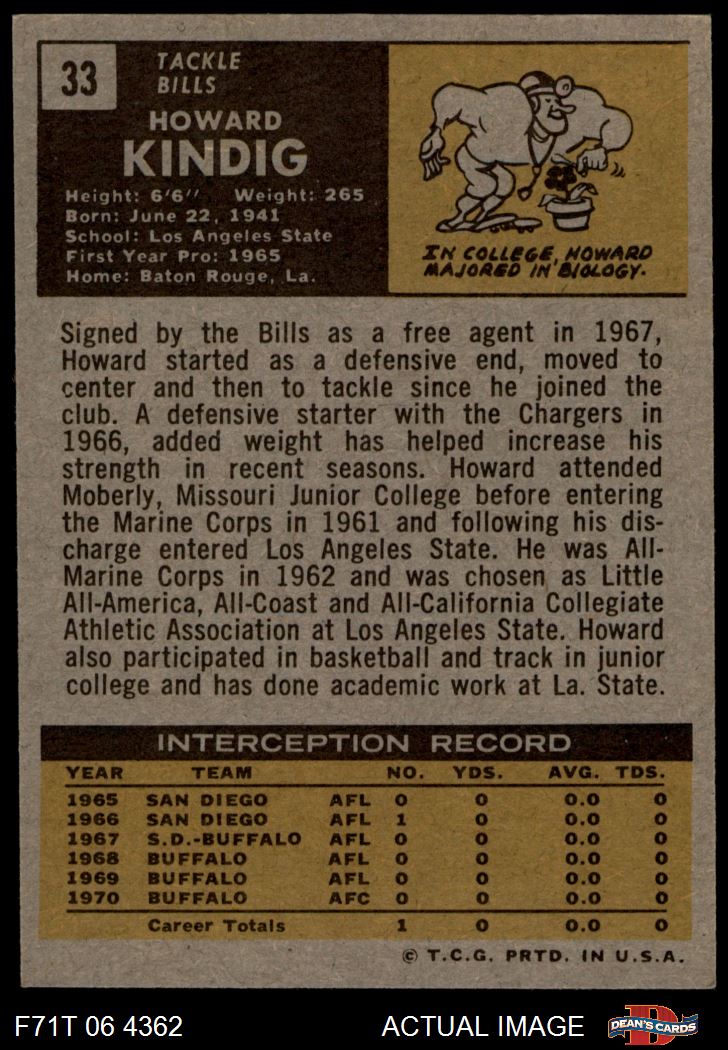 33
TACKLE
BILLS
HOWARD
KINDIG
Height: 6'6" Weight: 265
Born: June 22, 1941
School: Los Angeles State
First Year Pro: 1965
Home: Baton Rouge, La.
IN COLLEGE, HOWARD
MAJORED IN BIOLOGY.
Signed by the Bills as a free agent in 1967,
Howard started as a defensive end, moved to
center and then to tackle since he joined the
club. A defensive starter with the Chargers in
1966, added weight has helped increase his
strength in recent seasons. Howard attended
Moberly, Missouri Junior College before entering
the Marine Corps in 1961 and following his dis-
charge entered Los Angeles State. He was All-
Marine Corps in 1962 and was chosen as Little
All-America, All-Coast and All-California Collegiate
Athletic Association at Los Angeles State. Howard
also participated in basketball and track in junior
college and has done academic work at La. State.
INTERCEPTION RECORD
YEAR TEAM NO. YDS. AVG. TDS.
1965 SAN DIEGO AFL 0 0 0.0 0
1966 SAN DIEGO AFL 1 0 0.0 0
1967 S.D.-BUFFALO AFL 0 0 0.0 0
1968 BUFFALO AFL 0 0 0.0 0
1969 BUFFALO AFL 0 0 0.0 0
1970 BUFFALO AFC 0 0 0.0 0
Career Totals 1 0 0.0 0
© T.C.G. PRTD. IN U.S.A.
F71T 06 4362 ACTUAL IMAGE D DEAN'S CARDS